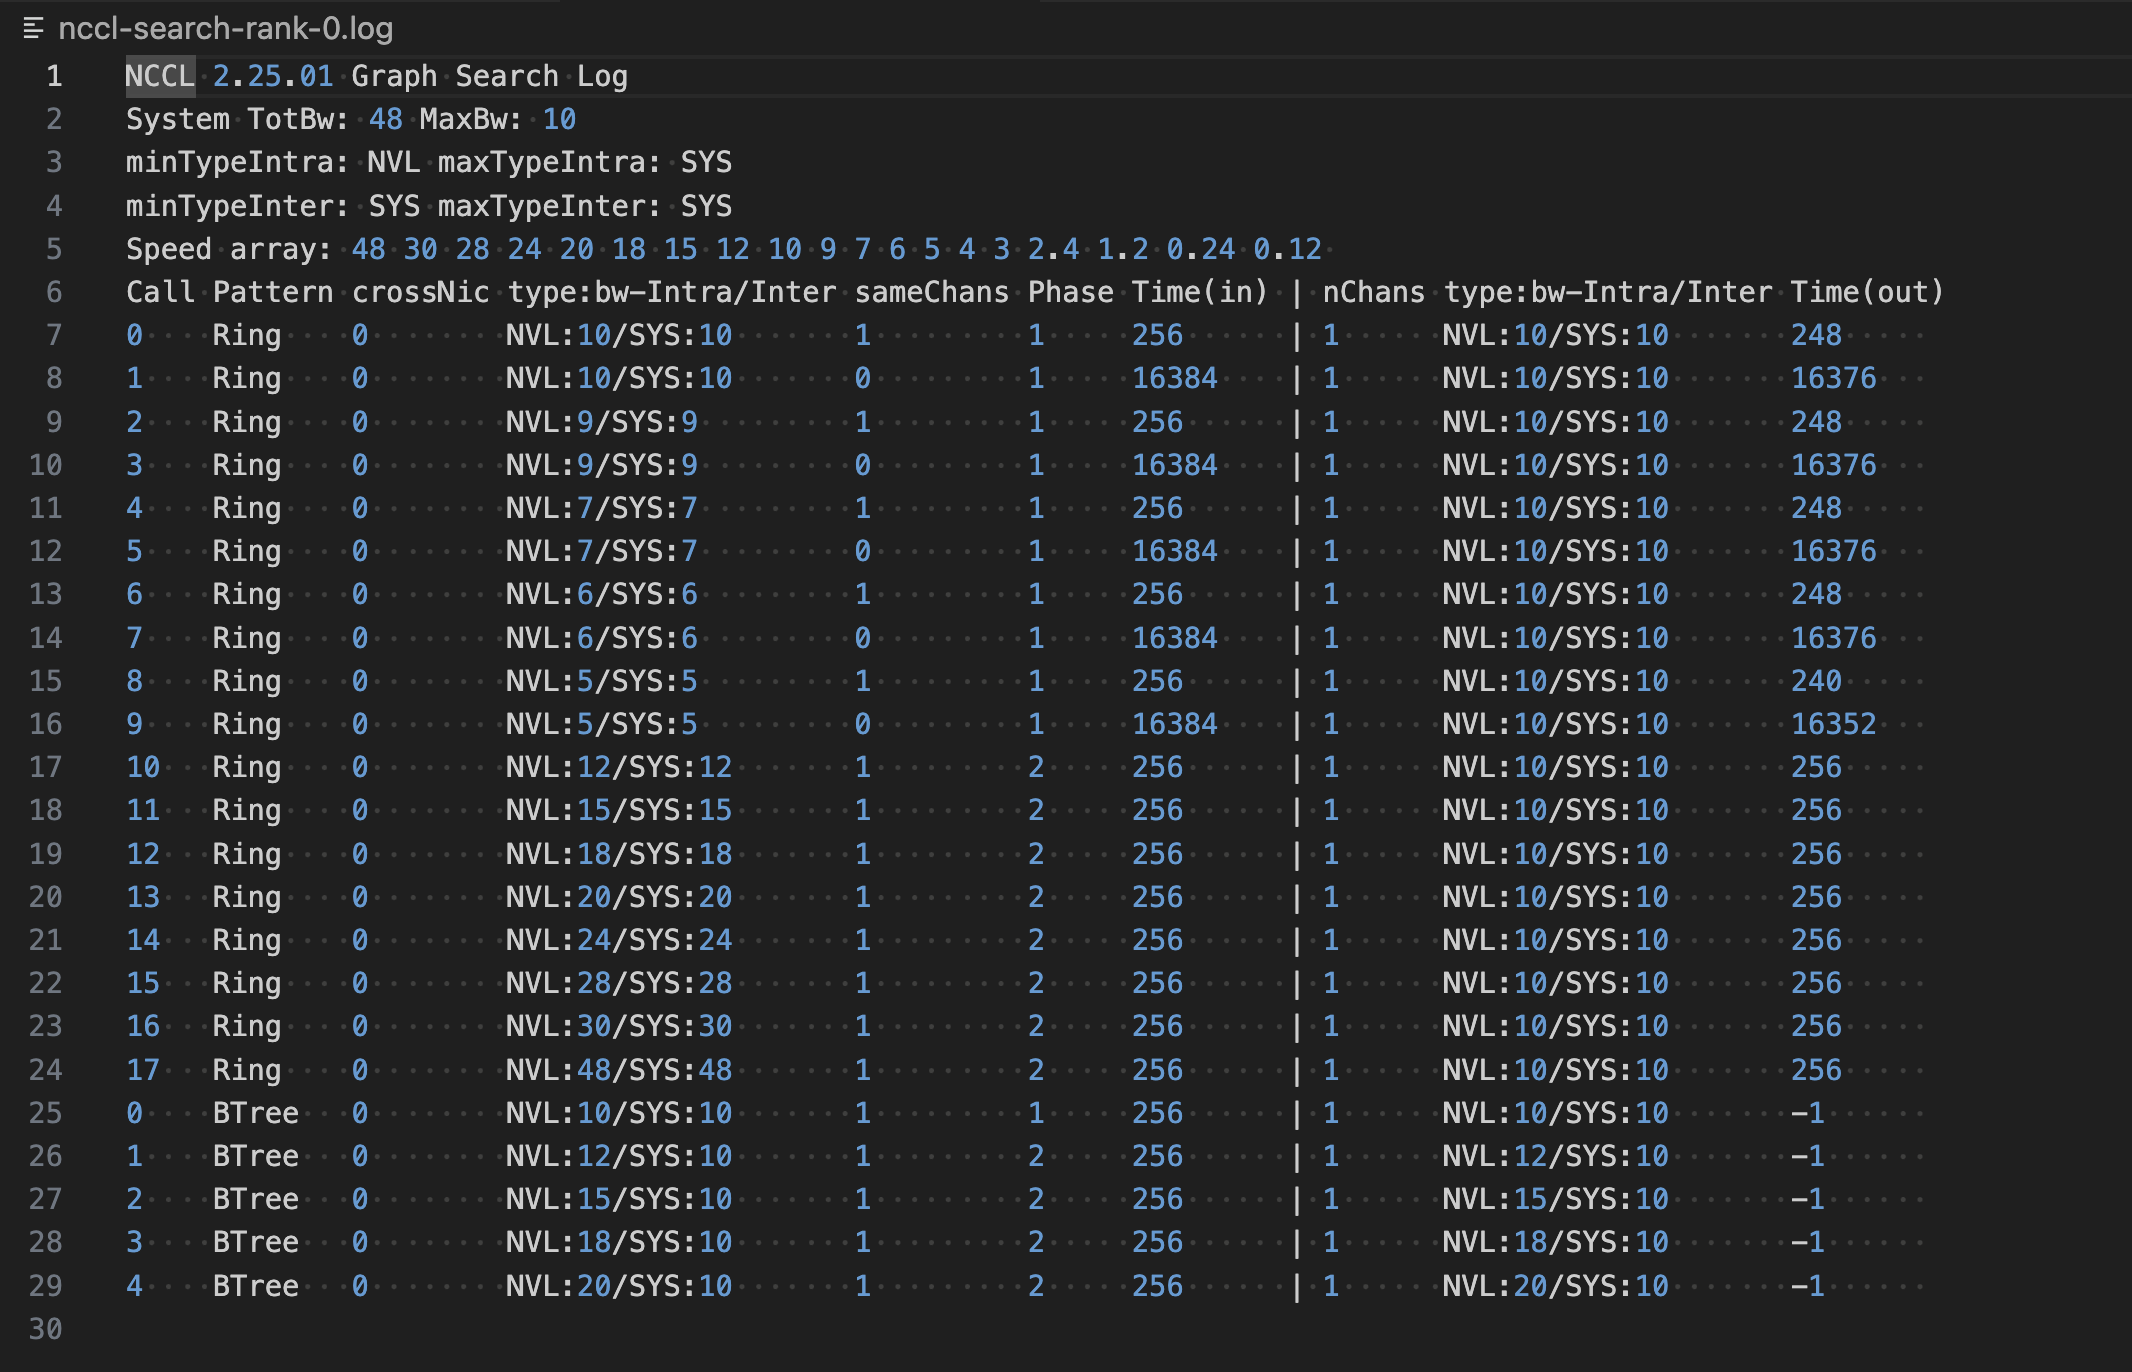 nccl-search-rank-0.log
1 NCCL 2.25.01 Graph Search Log
2 System TotBw: 48 MaxBw: 10
3 minTypeIntra: NVL maxTypeIntra: SYS
4 minTypeInter: SYS maxTypeInter: SYS
5 Speed array: 48 30 28 24 20 18 15 12 10 9 7 6 5 4 3 2.4 1.2 0.24 0.12
6 Call Pattern crossNic type:bw-Intra/Inter sameChans Phase Time(in) | nChans type:bw-Intra/Inter Time(out)
7 0 Ring 0 NVL:10/SYS:10 1 1 256 | 1 NVL:10/SYS:10 248
8 1 Ring 0 NVL:10/SYS:10 0 1 16384 | 1 NVL:10/SYS:10 16376
9 2 Ring 0 NVL:9/SYS:9 1 1 256 | 1 NVL:10/SYS:10 248
10 3 Ring 0 NVL:9/SYS:9 0 1 16384 | 1 NVL:10/SYS:10 16376
11 4 Ring 0 NVL:7/SYS:7 1 1 256 | 1 NVL:10/SYS:10 248
12 5 Ring 0 NVL:7/SYS:7 0 1 16384 | 1 NVL:10/SYS:10 16376
13 6 Ring 0 NVL:6/SYS:6 1 1 256 | 1 NVL:10/SYS:10 248
14 7 Ring 0 NVL:6/SYS:6 0 1 16384 | 1 NVL:10/SYS:10 16376
15 8 Ring 0 NVL:5/SYS:5 1 1 256 | 1 NVL:10/SYS:10 240
16 9 Ring 0 NVL:5/SYS:5 0 1 16384 | 1 NVL:10/SYS:10 16352
17 10 Ring 0 NVL:12/SYS:12 1 2 256 | 1 NVL:10/SYS:10 256
18 11 Ring 0 NVL:15/SYS:15 1 2 256 | 1 NVL:10/SYS:10 256
19 12 Ring 0 NVL:18/SYS:18 1 2 256 | 1 NVL:10/SYS:10 256
20 13 Ring 0 NVL:20/SYS:20 1 2 256 | 1 NVL:10/SYS:10 256
21 14 Ring 0 NVL:24/SYS:24 1 2 256 | 1 NVL:10/SYS:10 256
22 15 Ring 0 NVL:28/SYS:28 1 2 256 | 1 NVL:10/SYS:10 256
23 16 Ring 0 NVL:30/SYS:30 1 2 256 | 1 NVL:10/SYS:10 256
24 17 Ring 0 NVL:48/SYS:48 1 2 256 | 1 NVL:10/SYS:10 256
25 0 BTree 0 NVL:10/SYS:10 1 1 256 | 1 NVL:10/SYS:10 -1
26 1 BTree 0 NVL:12/SYS:10 1 2 256 | 1 NVL:12/SYS:10 -1
27 2 BTree 0 NVL:15/SYS:10 1 2 256 | 1 NVL:15/SYS:10 -1
28 3 BTree 0 NVL:18/SYS:10 1 2 256 | 1 NVL:18/SYS:10 -1
29 4 BTree 0 NVL:20/SYS:10 1 2 256 | 1 NVL:20/SYS:10 -1
30